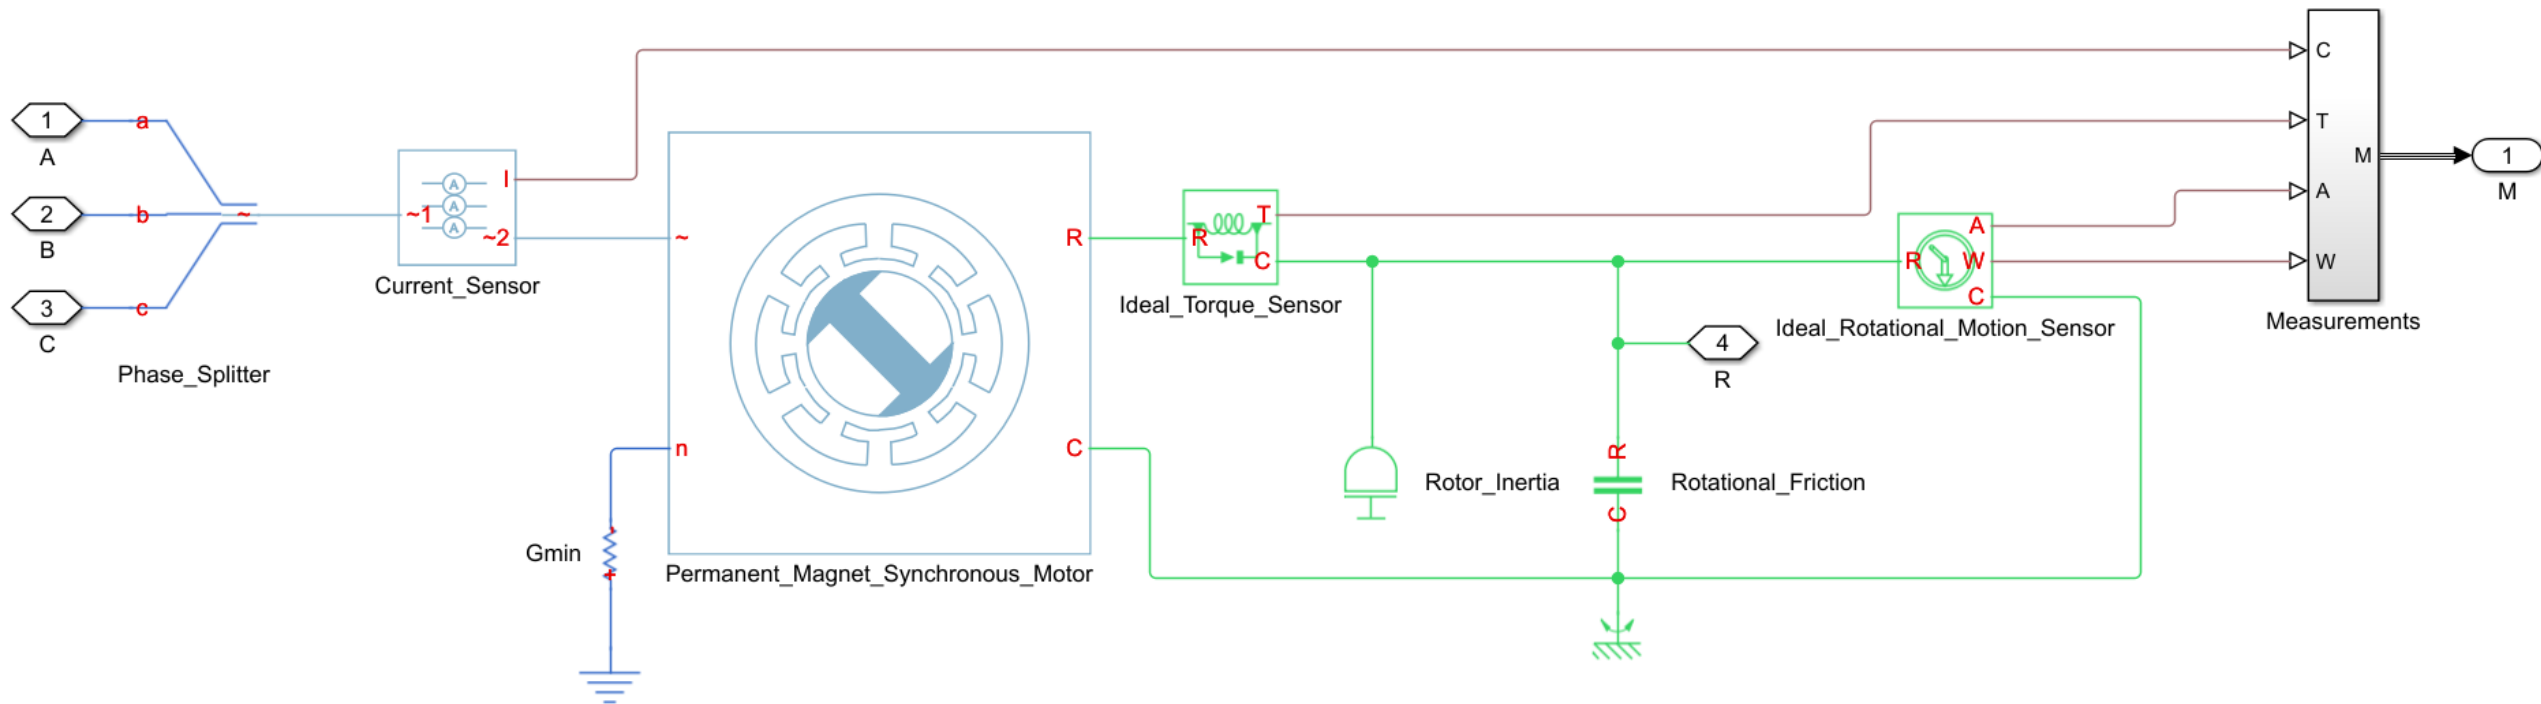 C
1
a
A
T
M
1
M
A
I
R
T
R
C
2
b
~
~1
A
A
A
~2
~
B
A
R
W
C
W
Current_Sensor
Ideal_Torque_Sensor
Ideal_Rotational_Motion_Sensor
Measurements
3
c
C
4
R
Phase_Splitter
n
C
R
Rotor_Inertia
Rotational_Friction
C
Gmin
+
Permanent_Magnet_Synchronous_Motor